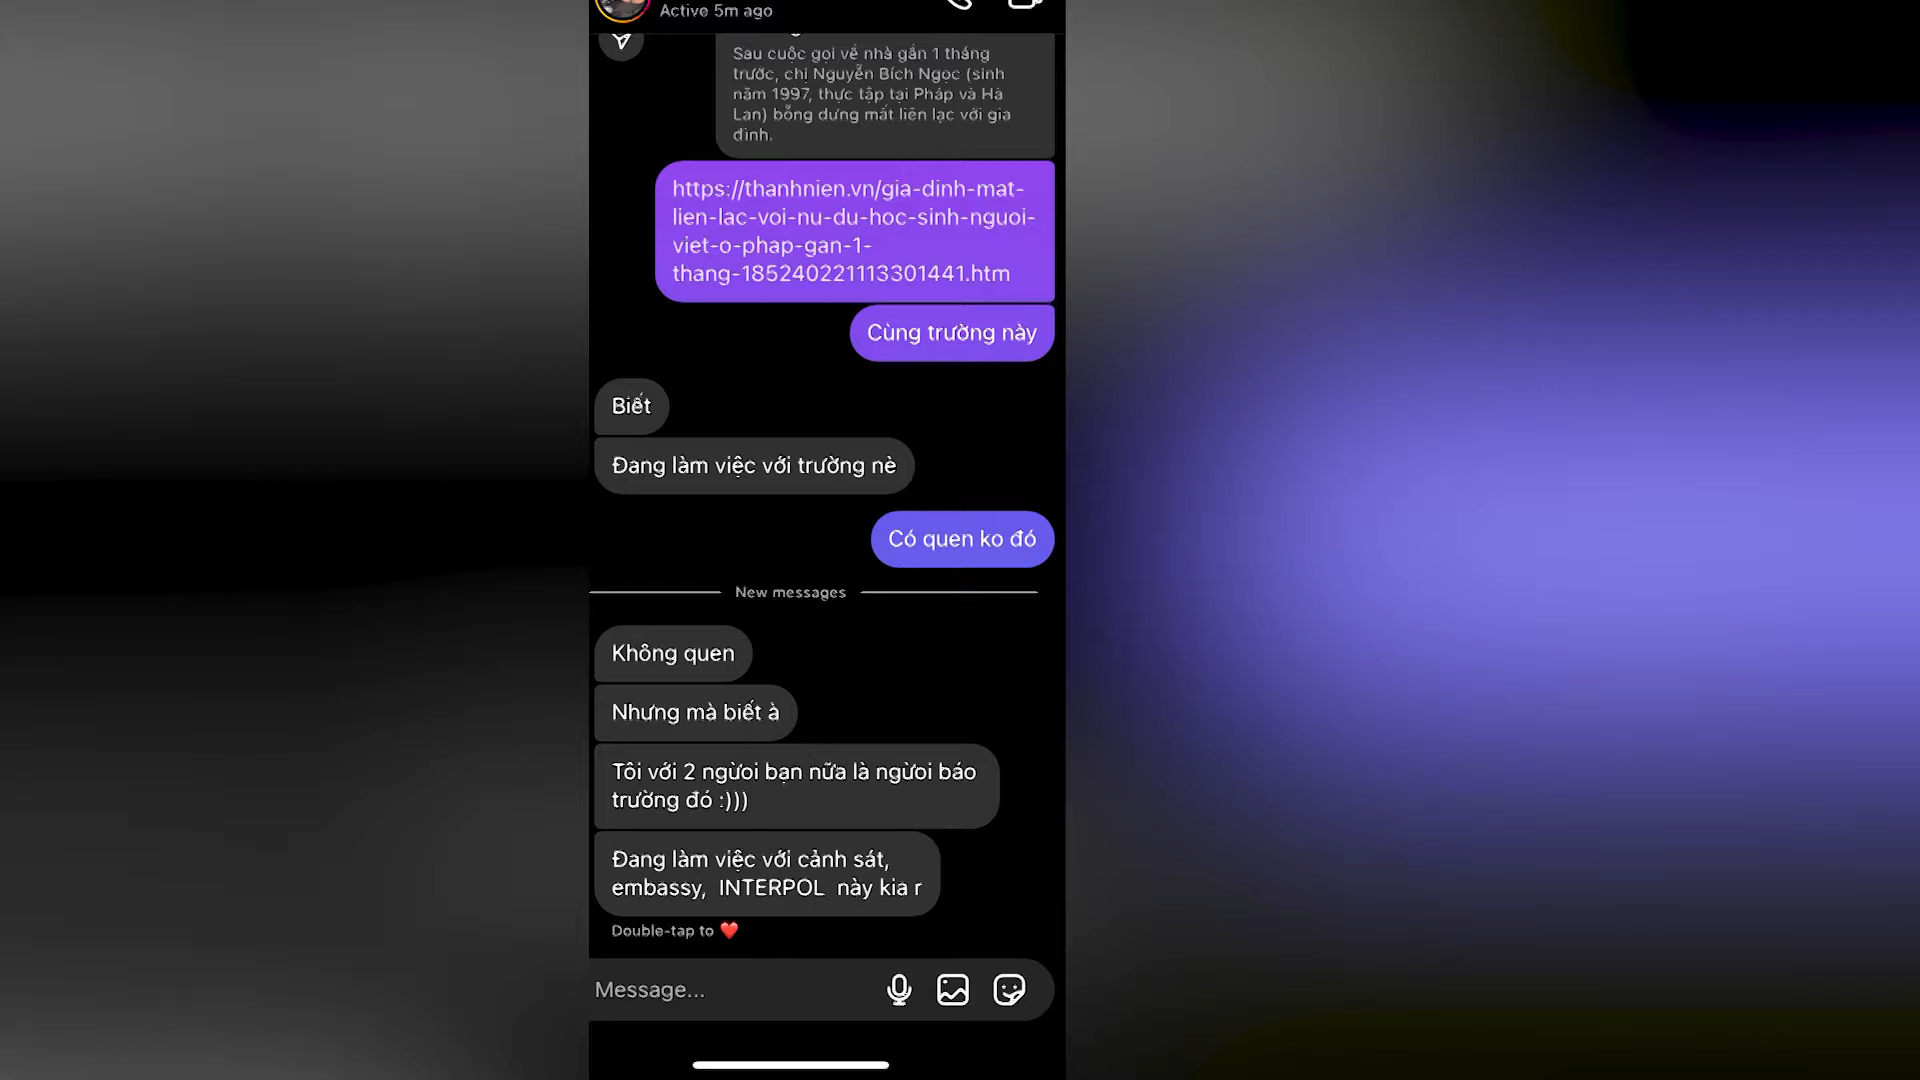 Active 5m ago
Sau cuộc gọi về nhà gần 1 tháng
trước, chị Nguyễn Bích Ngọc (sinh
năm 1997, thực tập tại Pháp và Hà
Lan) bỗng dưng mất liên lạc với gia
đình.
https://thanhnien.vn/gia-dinh-mat-
lien-lac-voi-nu-du-hoc-sinh-nguoi-
viet-o-phap-gan-1-
thang-185240221113301441.htm
Cùng trường này
Biết
Đang làm việc với trường nè
Có quen ko đó
New messages
Không quen
Nhưng mà biết à
Tôi với 2 ngừoi bạn nữa là ngừoi báo
trường đó :)))
Đang làm việc với cảnh sát,
embassy, INTERPOL này kia r
Double-tap to ❤️
Message...